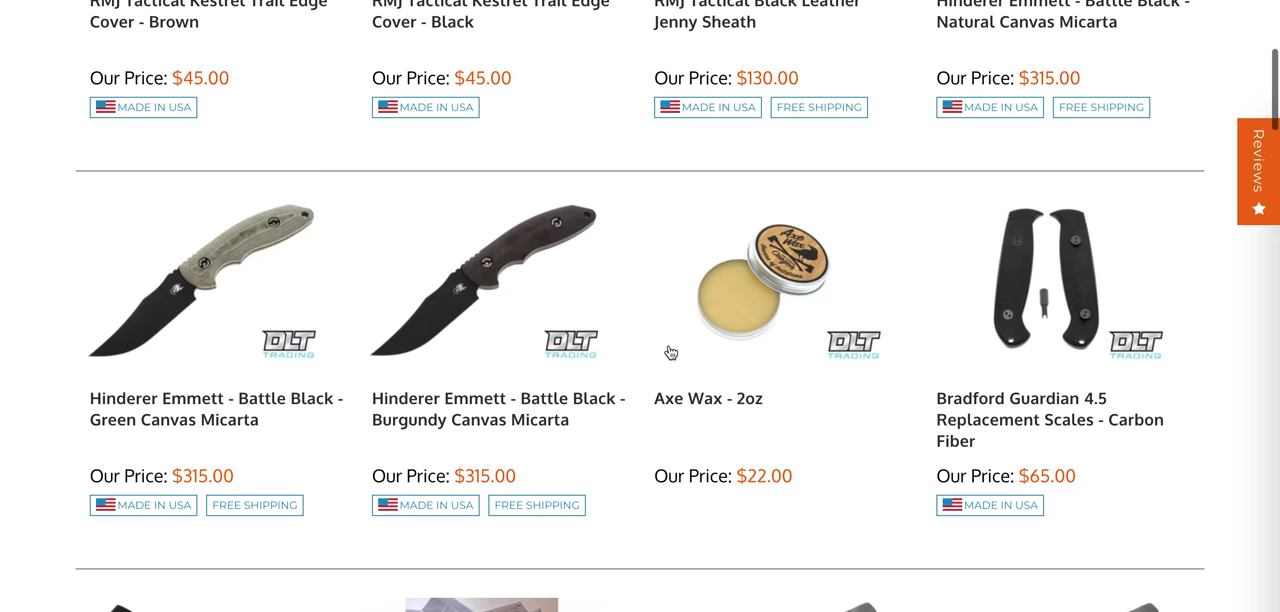 RMJ Tactical Kestrel Trail Edge
Cover - Brown
Our Price: $45.00
MADE IN USA
RMJ Tactical Kestrel Trail Edge
Cover - Black
Our Price: $45.00
MADE IN USA
RMJ Tactical Black Leather
Jenny Sheath
Our Price: $130.00
MADE IN USA FREE SHIPPING
Hinderer Emmett - Battle Black -
Natural Canvas Micarta
Our Price: $315.00
MADE IN USA FREE SHIPPING
Reviews
DLT
TRADING
Hinderer Emmett - Battle Black -
Green Canvas Micarta
Our Price: $315.00
MADE IN USA FREE SHIPPING
DLT
TRADING
Hinderer Emmett - Battle Black -
Burgundy Canvas Micarta
Our Price: $315.00
MADE IN USA FREE SHIPPING
Axe
Wax
Oregon
DLT
TRADING
Axe Wax - 2oz
Our Price: $22.00
DLT
TRADING
Bradford Guardian 4.5
Replacement Scales - Carbon
Fiber
Our Price: $65.00
MADE IN USA